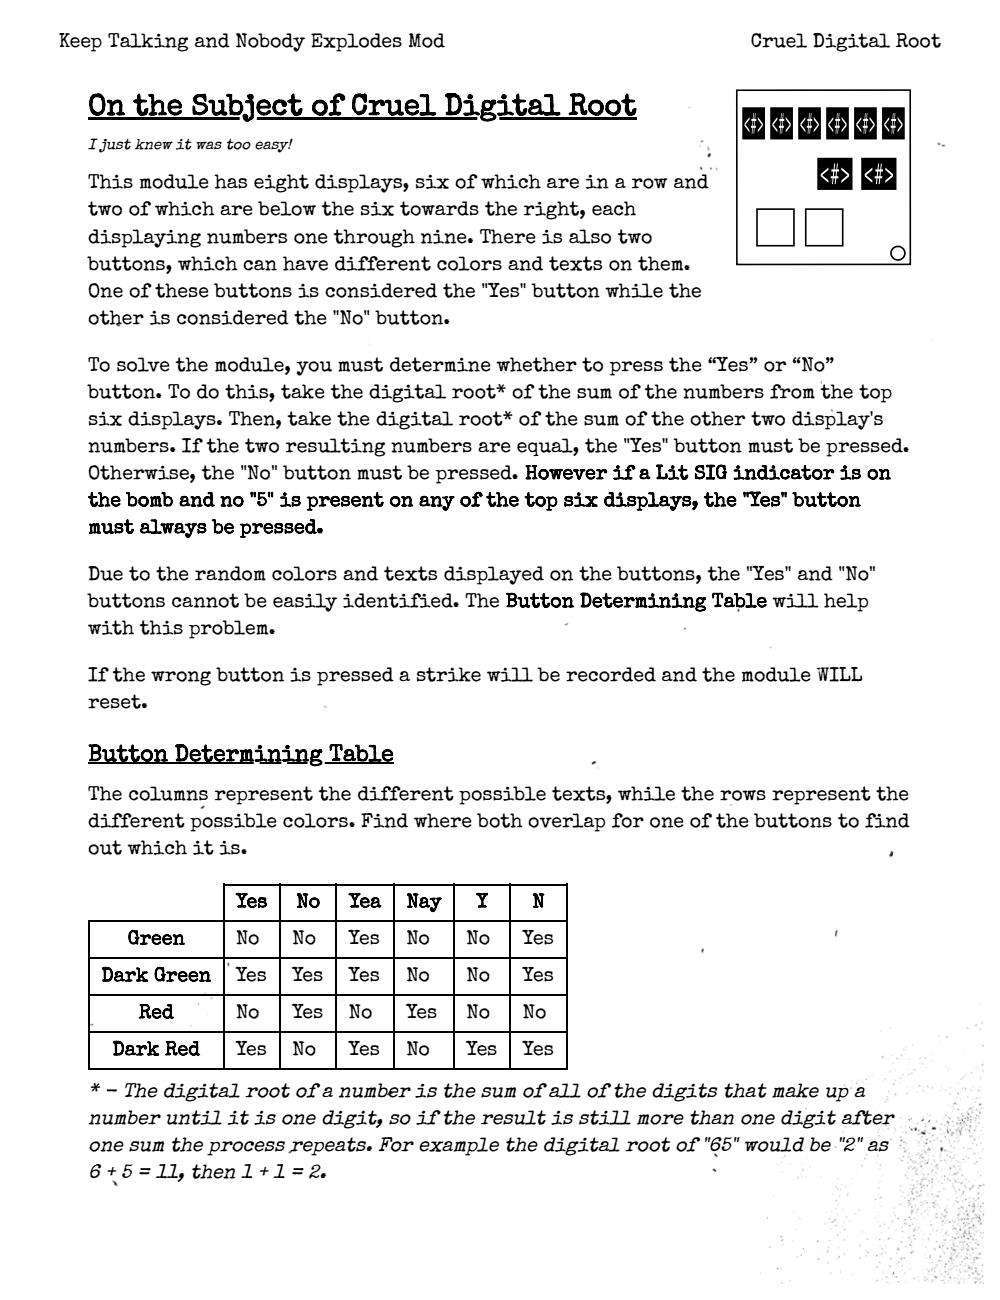 Keep Talking and Nobody Explodes Mod
Cruel Digital Root
On the Subject of Cruel Digital Root
I just knew it was too easy!
<#> <#> <#> <#> <#> <#>
<#> <#>
This module has eight displays, six of which are in a row and
two of which are below the six towards the right, each
displaying numbers one through nine. There is also two
buttons, which can have different colors and texts on them.
One of these buttons is considered the "Yes" button while the
other is considered the "No" button.
To solve the module, you must determine whether to press the “Yes” or “No”
button. To do this, take the digital root* of the sum of the numbers from the top
six displays. Then, take the digital root* of the sum of the other two display's
numbers. If the two resulting numbers are equal, the "Yes" button must be pressed.
Otherwise, the "No" button must be pressed. However if a Lit SIG indicator is on
the bomb and no "5" is present on any of the top six displays, the "Yes" button
must always be pressed.
Due to the random colors and texts displayed on the buttons, the "Yes" and "No"
buttons cannot be easily identified. The Button Determining Table will help
with this problem.
If the wrong button is pressed a strike will be recorded and the module WILL
reset.
Button Determining Table
The columns represent the different possible texts, while the rows represent the
different possible colors. Find where both overlap for one of the buttons to find
out which it is.
Yes No Yea Nay Y N
Green No No Yes No No Yes
Dark Green Yes Yes Yes No No Yes
Red No Yes No Yes No No
Dark Red Yes No Yes No Yes Yes
* - The digital root of a number is the sum of all of the digits that make up a
number until it is one digit, so if the result is still more than one digit after
one sum the process repeats. For example the digital root of "65" would be "2" as
6 + 5 = 11, then 1 + 1 = 2.